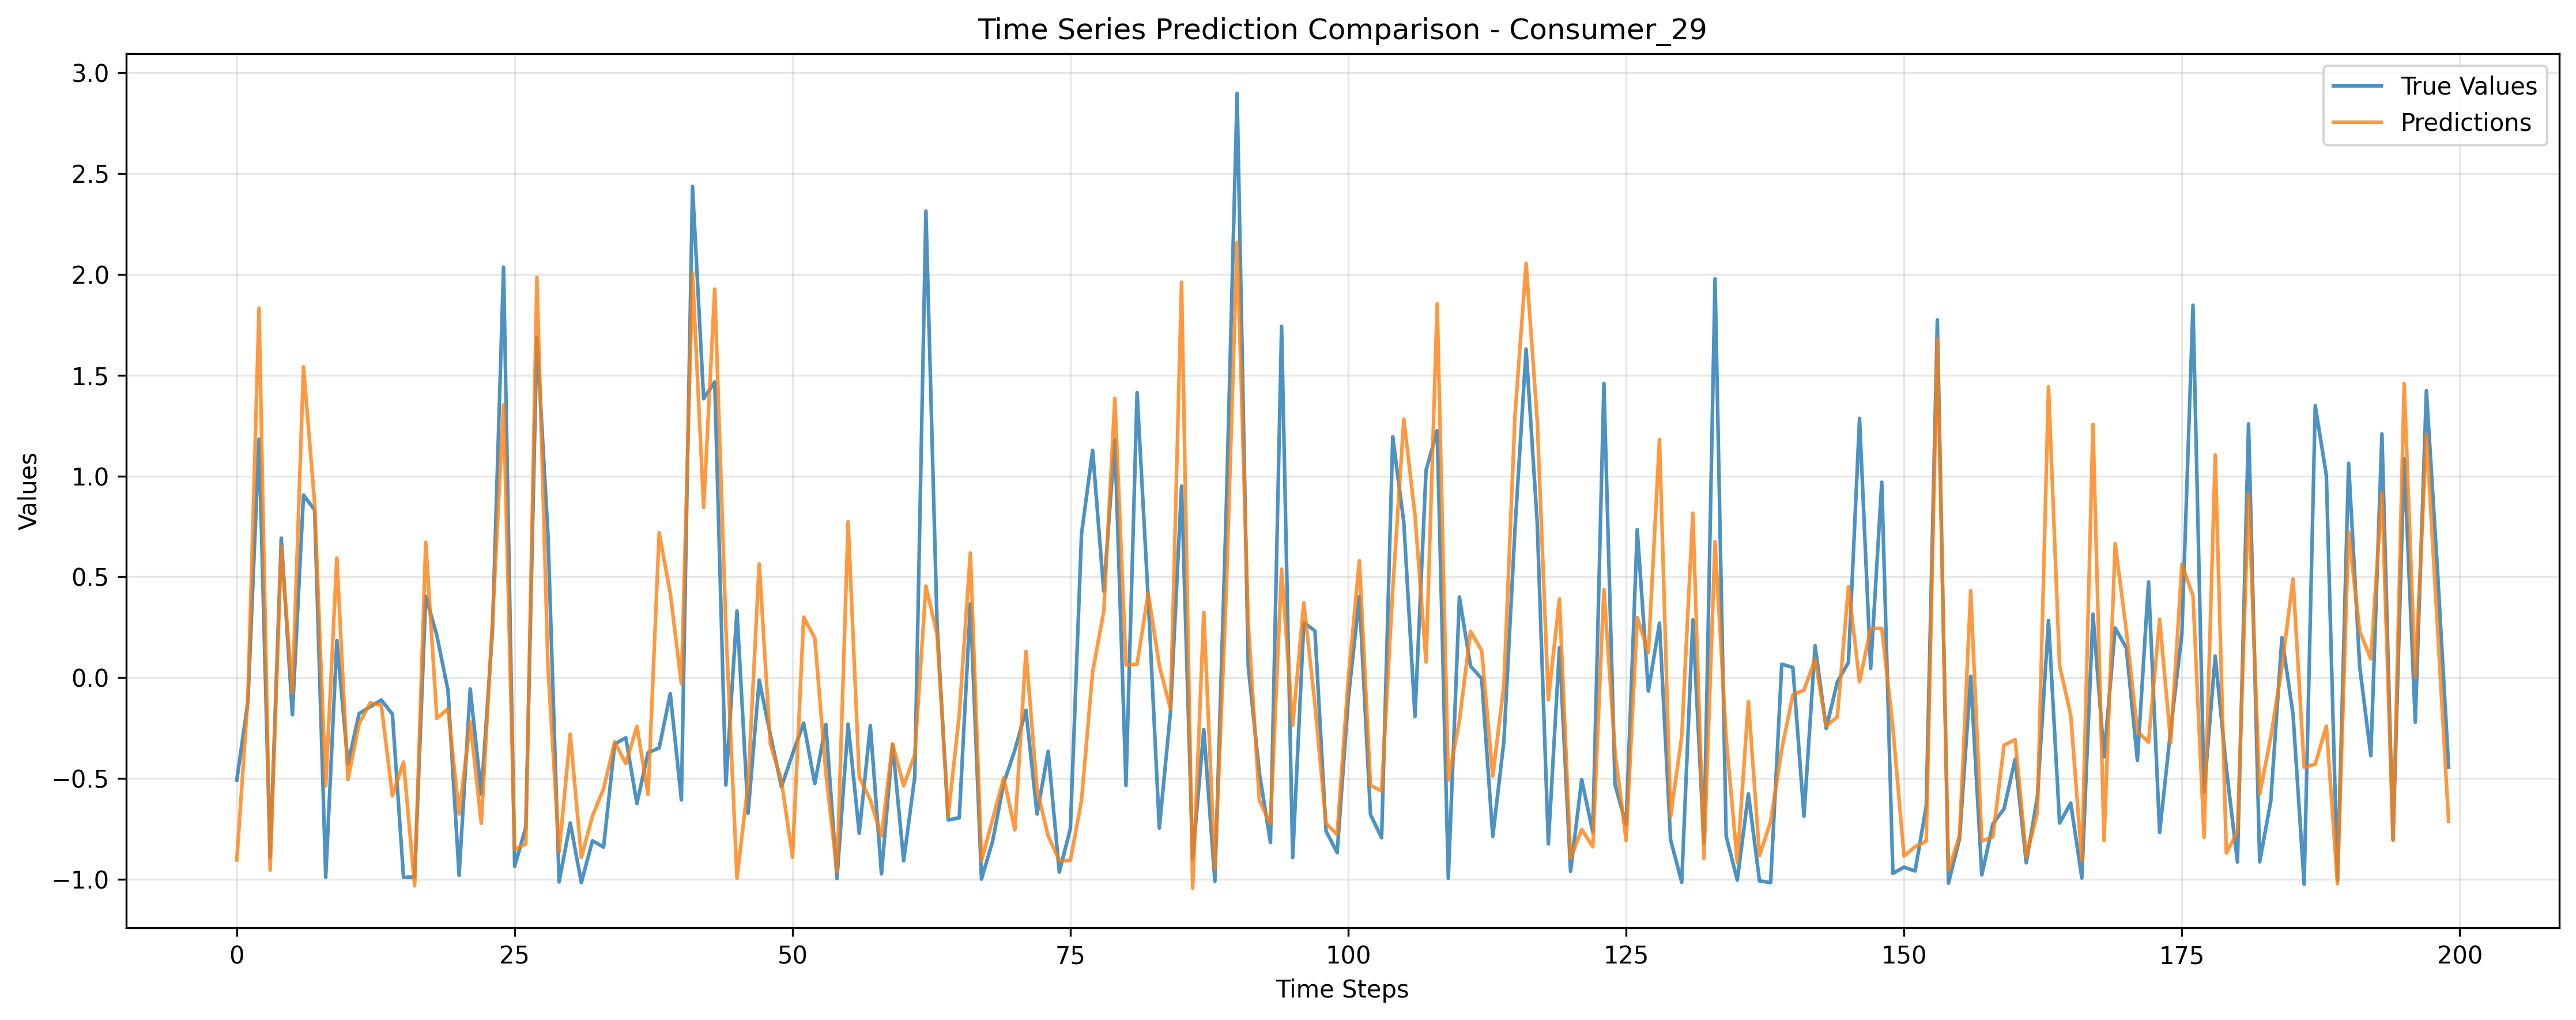 Time Series Prediction Comparison - Consumer_29
True Values
Predictions
Values
3.0
2.5
2.0
1.5
1.0
0.5
0.0
−0.5
−1.0
0 25 50 75 100 125 150 175 200
Time Steps